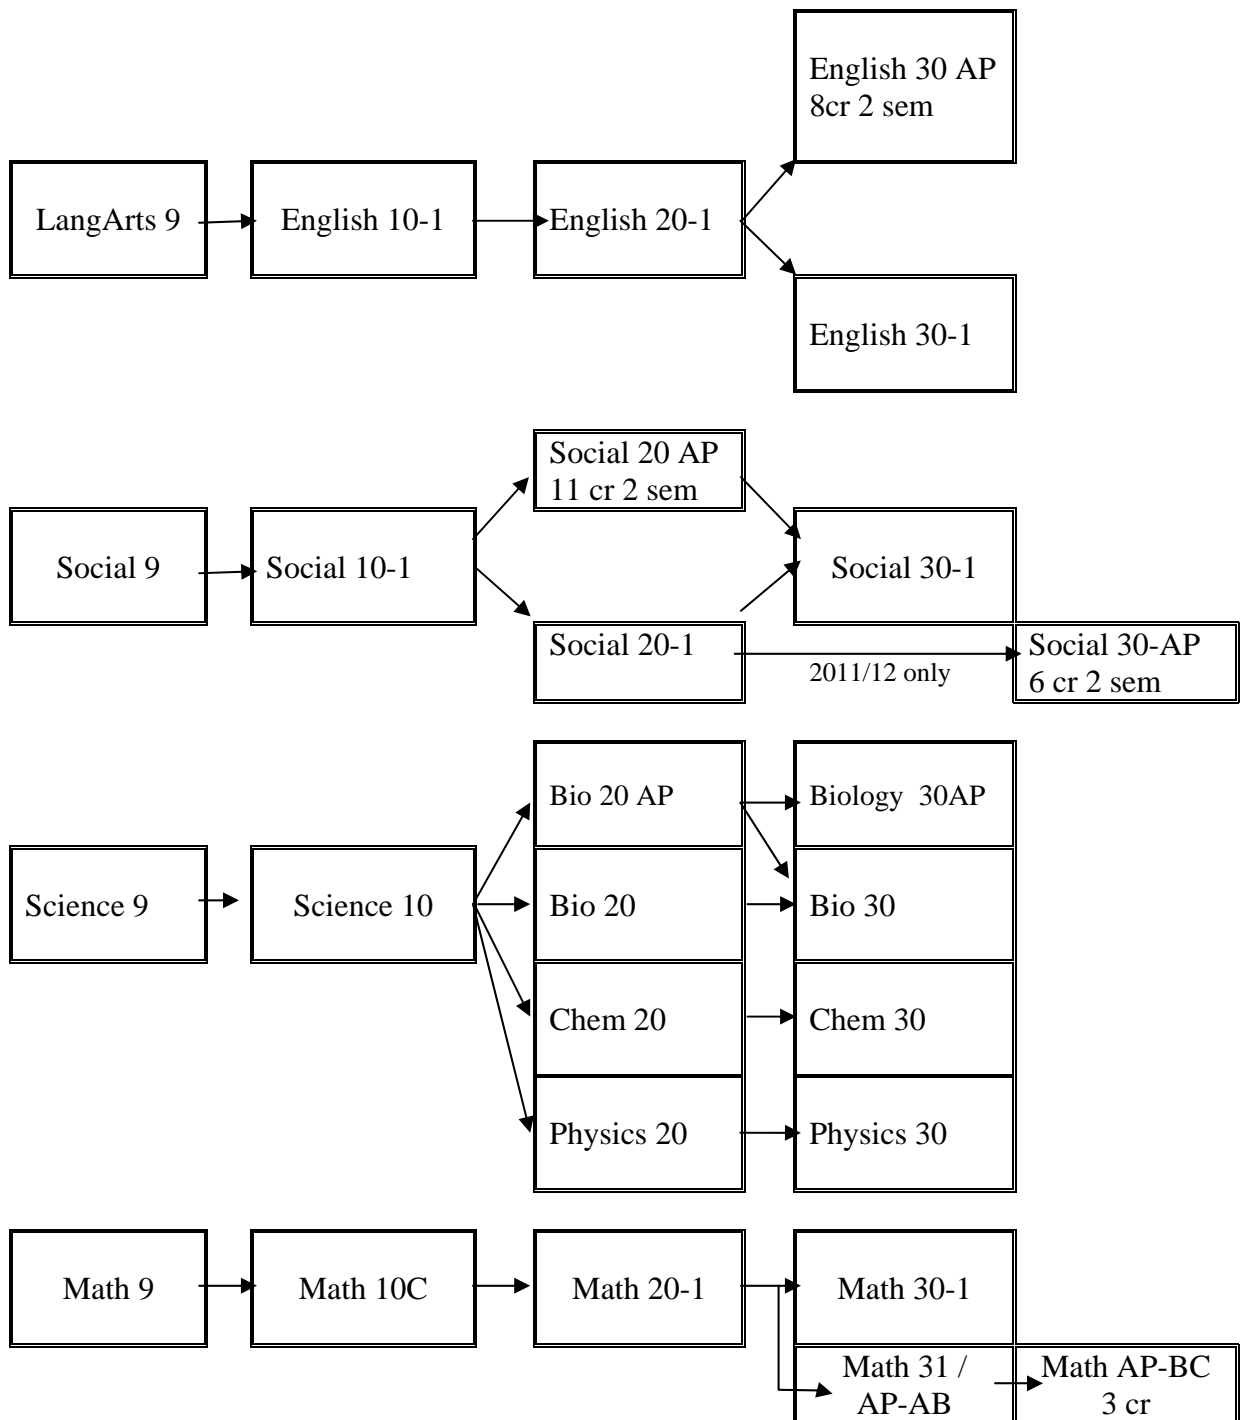 English 30 AP
8cr 2 sem
LangArts 9
English 10-1
English 20-1
English 30-1
Social 20 AP
11 cr 2 sem
Social 9
Social 10-1
Social 30-1
Social 20-1
2011/12 only
Social 30-AP
6 cr 2 sem
Bio 20 AP
Biology  30AP
Science 9
Science 10
Bio 20
Bio 30
Chem 20
Chem 30
Physics 20
Physics 30
Math 9
Math 10C
Math 20-1
Math 30-1
Math 31 /
AP-AB
Math AP-BC
3 cr